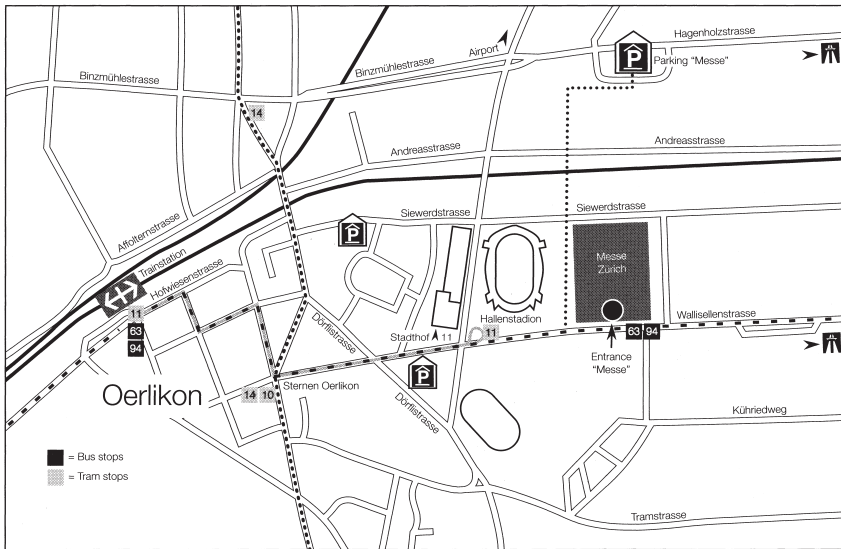 Hagenholzstrasse
Airport
P
Parking "Messe"
Binzmühlestrasse
Binzmühlestrasse
14
Andreasstrasse
Andreasstrasse
Affolternstrasse
Siewerdstrasse
Siewerdstrasse
P
Trainstation
Hofwiesenstrasse
Messe
Zürich
11
63
94
Dörflistrasse
Hallenstadion
Wallisellenstrasse
Stadthof 11
11
63 94
Entrance
"Messe"
P
Sternen Oerlikon
Oerlikon
14 10
Dörflistrasse
Kühriedweg
= Bus stops
= Tram stops
Tramstrasse